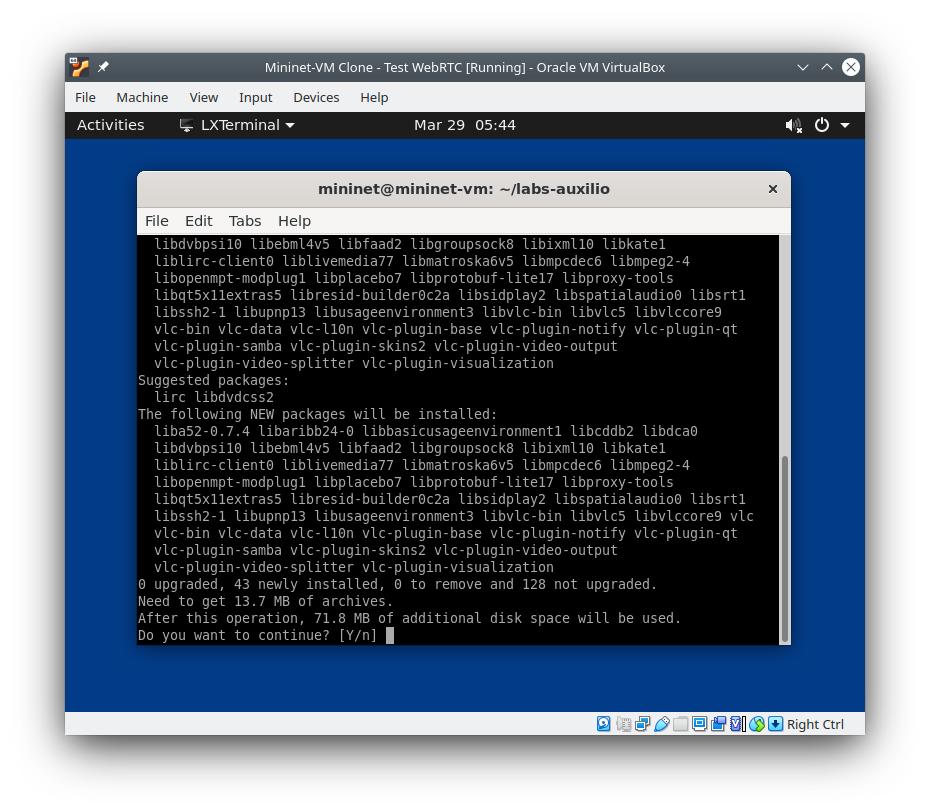 Mininet-VM Clone - Test WebRTC [Running] - Oracle VM VirtualBox
File Machine View Input Devices Help
Activities LXTerminal Mar 29 05:44
mininet@mininet-vm: ~/labs-auxilio
File Edit Tabs Help
libdvbpsi10 libebml4v5 libfaad2 libgroupsock8 libixml10 libkate1
liblirc-client0 liblivemedia77 libmatroska6v5 libmpcdec6 libmpeg2-4
libopenmpt-modplug1 libplacebo7 libprotobuf-lite17 libproxy-tools
libqt5x11extras5 libresid-builder0c2a libsidplay2 libspatialaudio0 libsrt1
libssh2-1 libupnp13 libusageenvironment3 libvlc-bin libvlc5 libvlccore9
vlc-bin vlc-data vlc-l10n vlc-plugin-base vlc-plugin-notify vlc-plugin-qt
vlc-plugin-samba vlc-plugin-skins2 vlc-plugin-video-output
vlc-plugin-video-splitter vlc-plugin-visualization
Suggested packages:
lirc libdvdcss2
The following NEW packages will be installed:
liba52-0.7.4 libaribb24-0 libbasicusageenvironment1 libcddb2 libdca0
libdvbpsi10 libebml4v5 libfaad2 libgroupsock8 libixml10 libkate1
liblirc-client0 liblivemedia77 libmatroska6v5 libmpcdec6 libmpeg2-4
libopenmpt-modplug1 libplacebo7 libprotobuf-lite17 libproxy-tools
libqt5x11extras5 libresid-builder0c2a libsidplay2 libspatialaudio0 libsrt1
libssh2-1 libupnp13 libusageenvironment3 libvlc-bin libvlc5 libvlccore9 vlc
vlc-bin vlc-data vlc-l10n vlc-plugin-base vlc-plugin-notify vlc-plugin-qt
vlc-plugin-samba vlc-plugin-skins2 vlc-plugin-video-output
vlc-plugin-video-splitter vlc-plugin-visualization
0 upgraded, 43 newly installed, 0 to remove and 128 not upgraded.
Need to get 13.7 MB of archives.
After this operation, 71.8 MB of additional disk space will be used.
Do you want to continue? [Y/n]
Right Ctrl